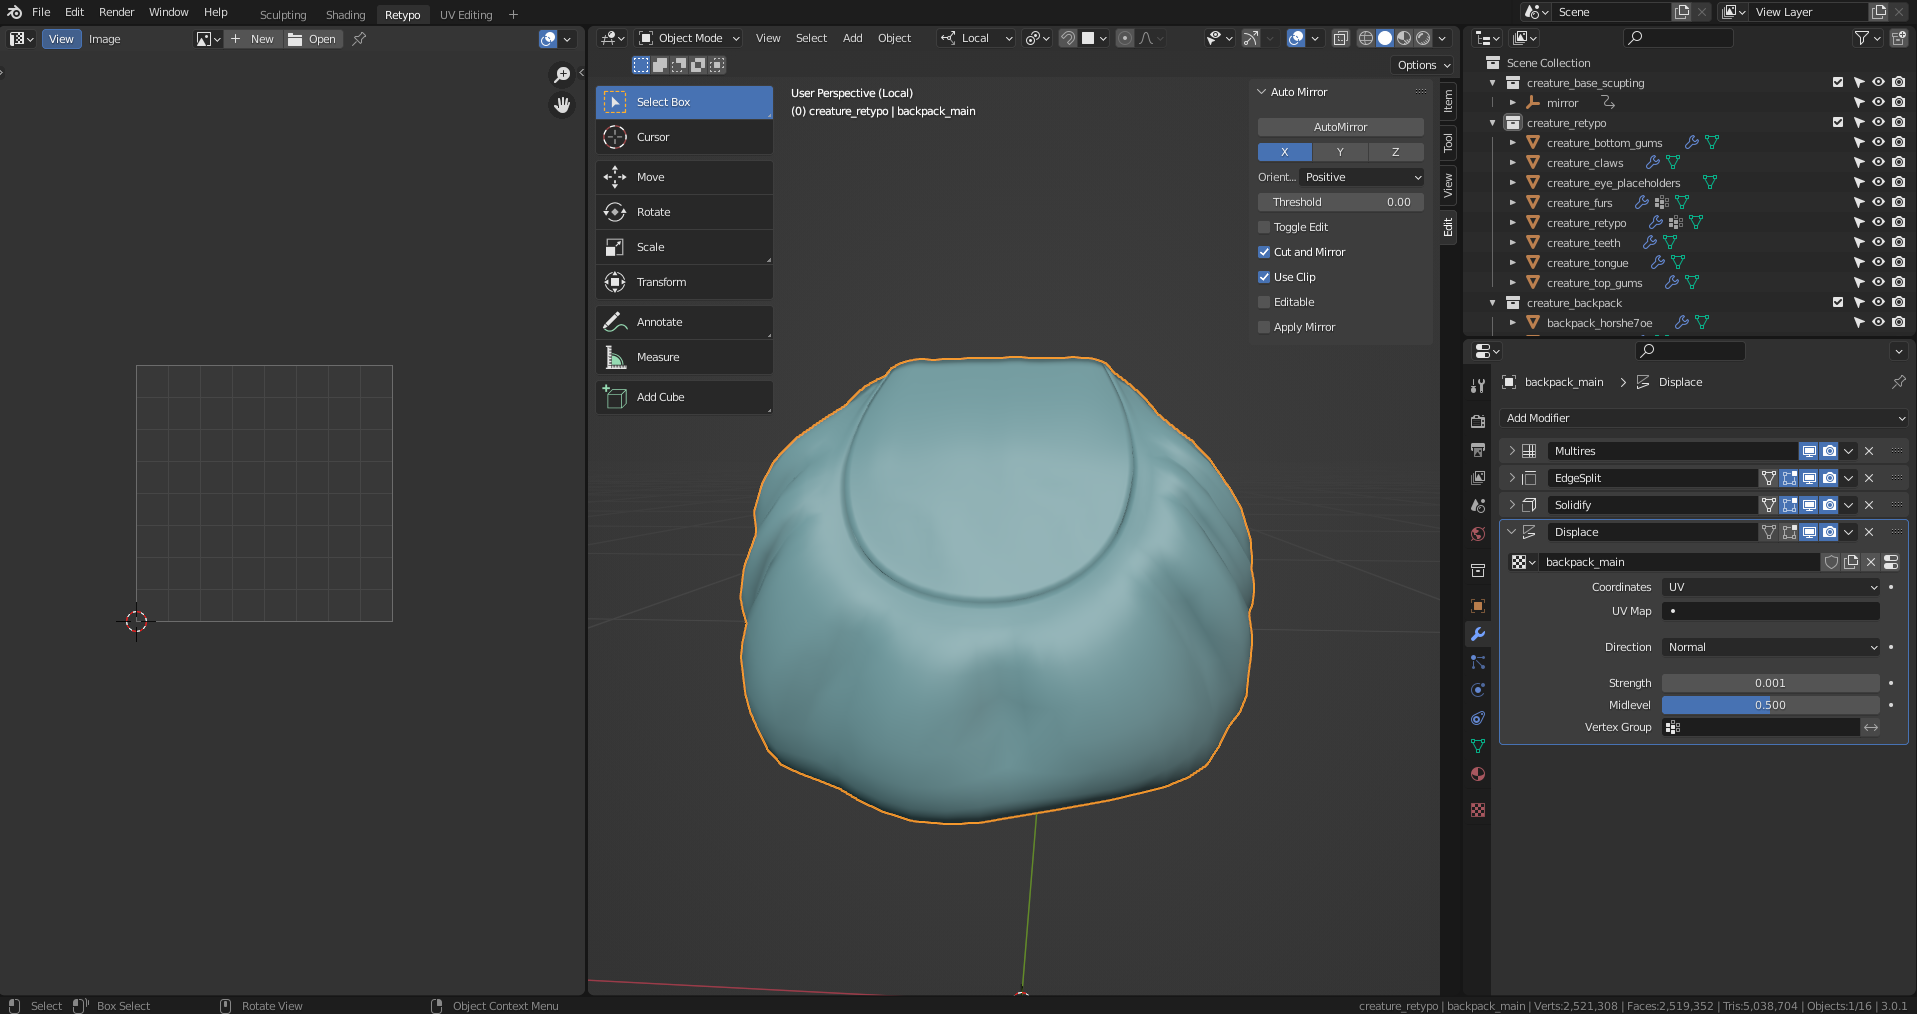 File Edit Render Window Help Sculpting Shading Retypo UV Editing
Scene View Layer
View Image New Open
Object Mode View Select Add Object Local
Options
Select Box
Cursor
Move
Rotate
Scale
Transform
Annotate
Measure
Add Cube
User Perspective (Local)
(0) creature_retypo | backpack_main
Auto Mirror
AutoMirror
X Y Z
Orient... Positive
Threshold 0.00
Toggle Edit
Cut and Mirror
Use Clip
Editable
Apply Mirror
Item
Tool
View
Edit
Scene Collection
creature_base_scupting
mirror
creature_retypo
creature_bottom_gums
creature_claws
creature_eye_placeholders
creature_furs
creature_retypo
creature_teeth
creature_tongue
creature_top_gums
creature_backpack
backpack_horshe7oe
backpack_main Displace
Add Modifier
Multires
EdgeSplit
Solidify
Displace
backpack_main
Coordinates UV
UV Map
Direction Normal
Strength 0.001
Midlevel 0.500
Vertex Group
Select Box Select Rotate View Object Context Menu
creature_retypo | backpack_main | Verts:2,521,308 | Faces:2,519,352 | Tris:5,038,704 | Objects:1/16 | 3.0.1